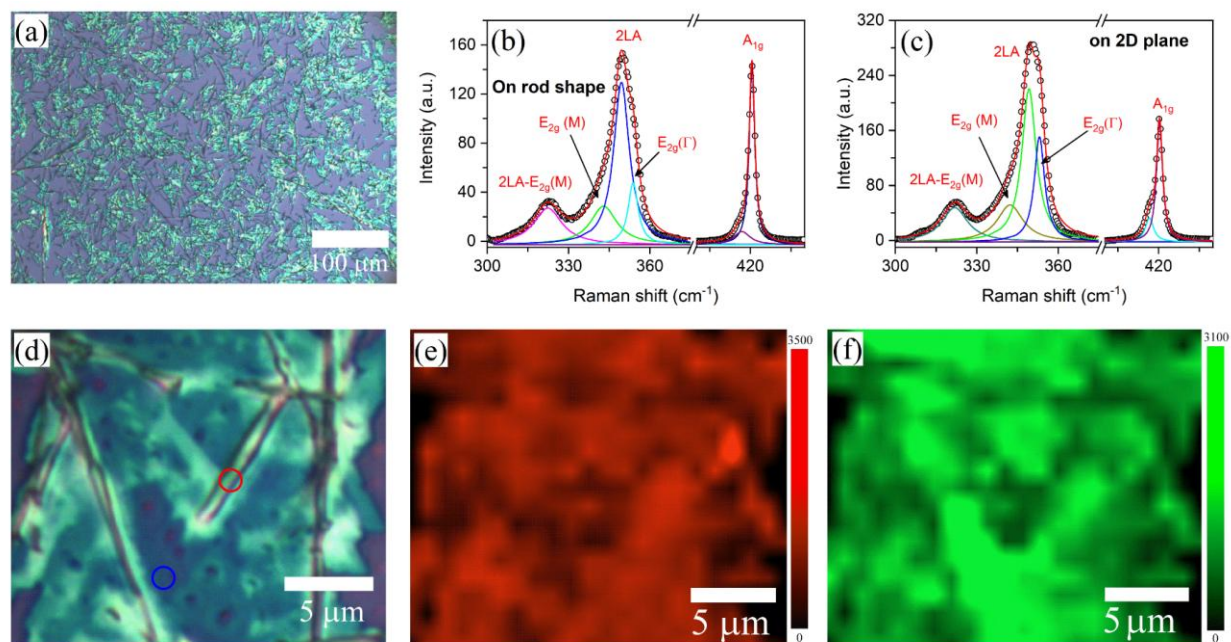 (a)
100 μm
(b)
160
120
80
40
0
300
330
360
420
Intensity (a.u.)
Raman shift (cm⁻¹)
2LA
A₁g
On rod shape
E₂g (M)
E₂g(Γ)
2LA-E₂g(M)
(c)
320
240
160
80
0
300
330
360
420
Intensity (a.u.)
Raman shift (cm⁻¹)
on 2D plane
2LA
A₁g
E₂g (M)
E₂g(Γ)
2LA-E₂g(M)
(d)
5 μm
(e)
3500
0
5 μm
(f)
3100
0
5 μm